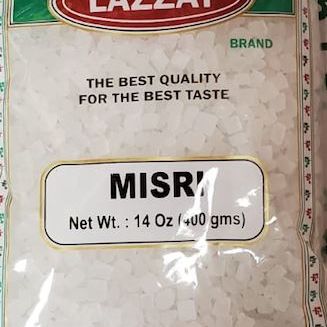 LAZZAT
BRAND
THE BEST QUALITY
FOR THE BEST TASTE
MISRI
Net Wt. : 14 Oz (400 gms)